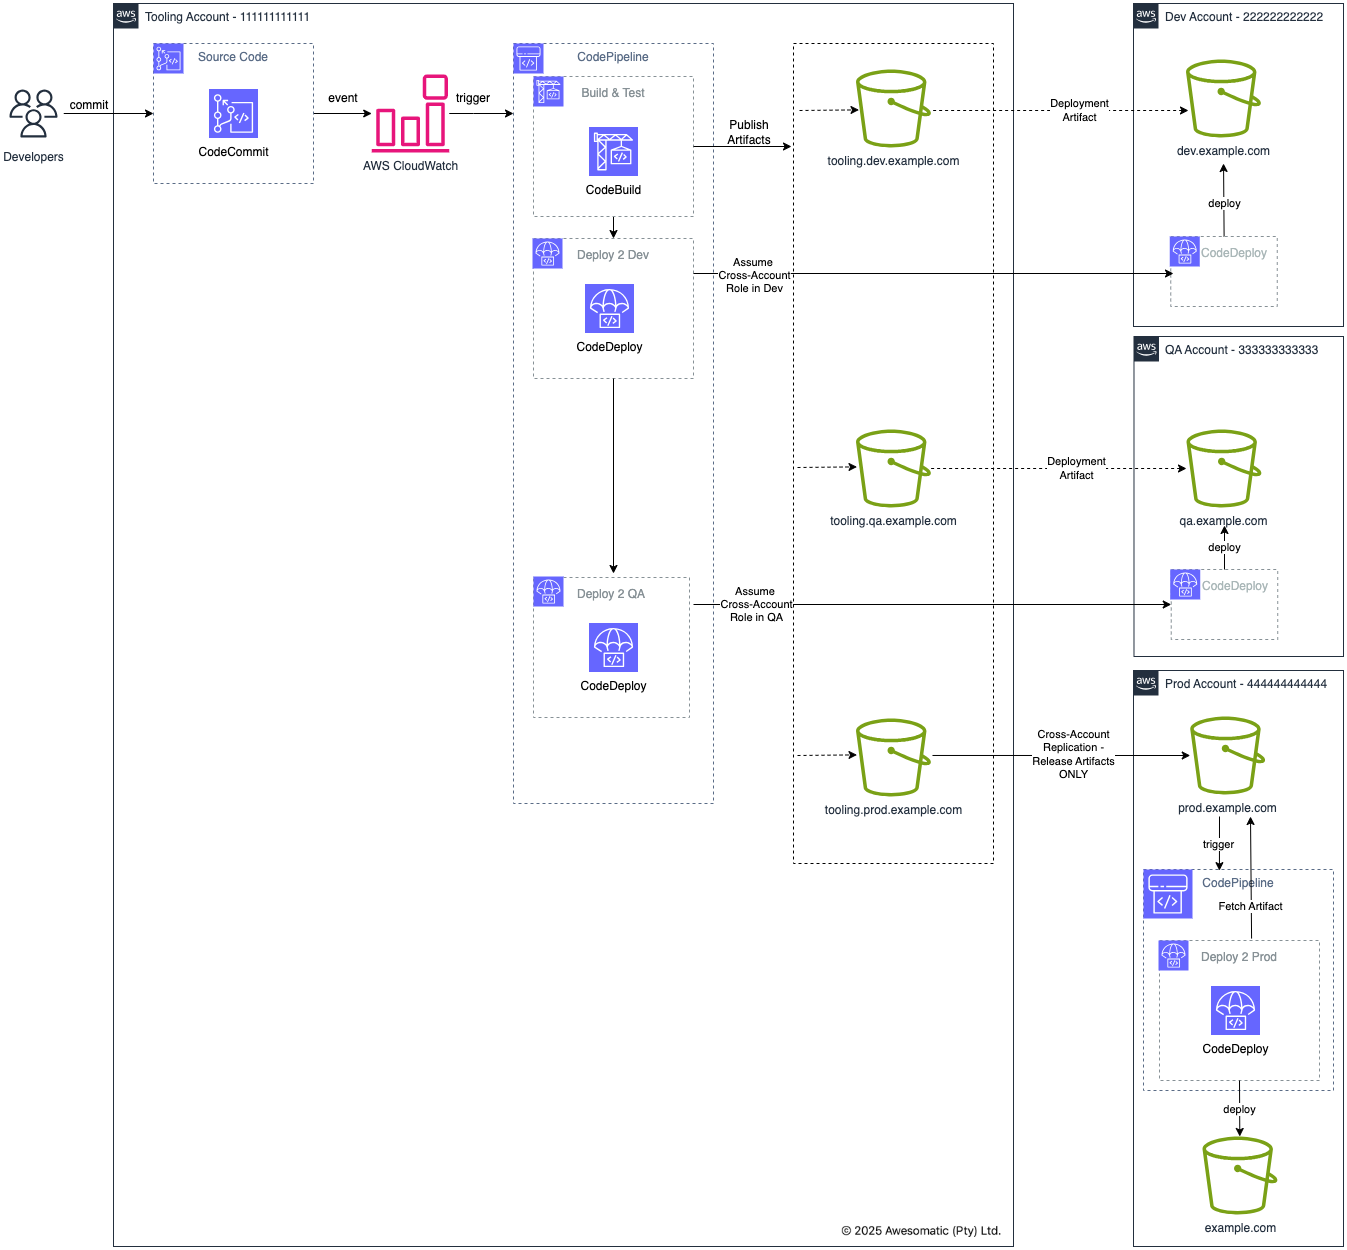 aws
Tooling Account - 111111111111
Source Code
CodeCommit
Developers
commit
event
AWS CloudWatch
trigger
CodePipeline
Build & Test
CodeBuild
Publish
Artifacts
Deploy 2 Dev
CodeDeploy
Assume
Cross-Account
Role in Dev
Deploy 2 QA
CodeDeploy
Assume
Cross-Account
Role in QA
tooling.dev.example.com
tooling.qa.example.com
tooling.prod.example.com
© 2025 Awesomatic (Pty) Ltd.
Deployment
Artifact
Deployment
Artifact
Cross-Account
Replication -
Release Artifacts
ONLY
aws
Dev Account - 222222222222
dev.example.com
deploy
CodeDeploy
aws
QA Account - 333333333333
qa.example.com
deploy
CodeDeploy
aws
Prod Account - 444444444444
prod.example.com
trigger
CodePipeline
Fetch Artifact
Deploy 2 Prod
CodeDeploy
deploy
example.com